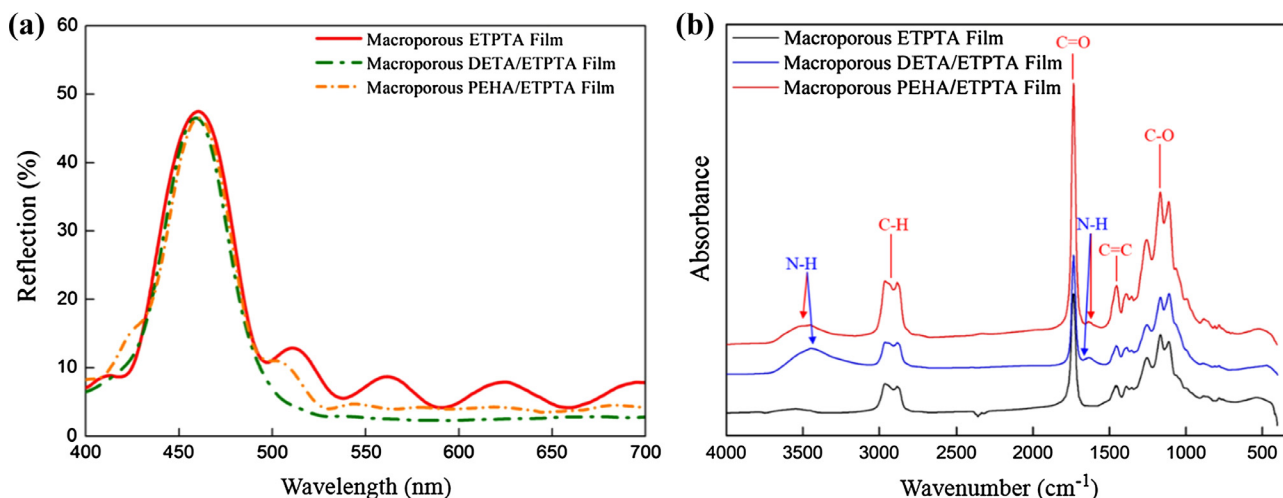 (a)
60
50
40
30
20
10
0
Reflection (%)
Macroporous ETPTA Film
Macroporous DETA/ETPTA Film
Macroporous PEHA/ETPTA Film
400 450 500 550 600 650 700
Wavelength (nm)
(b)
Absorbance
Macroporous ETPTA Film
Macroporous DETA/ETPTA Film
Macroporous PEHA/ETPTA Film
C=O
C-O
C-H
N-H
C=C
N-H
4000 3500 3000 2500 2000 1500 1000 500
Wavenumber (cm⁻¹)